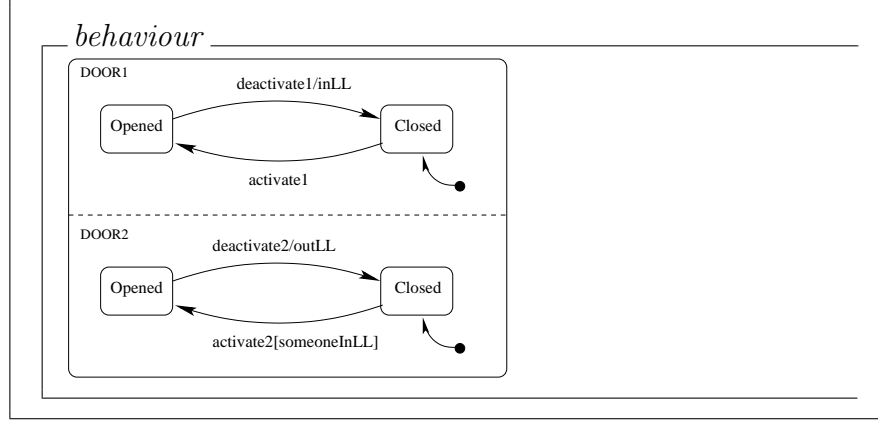 behaviour
DOOR1
deactivate1/inLL
Opened
Closed
activate1
DOOR2
deactivate2/outLL
Opened
Closed
activate2[someoneInLL]